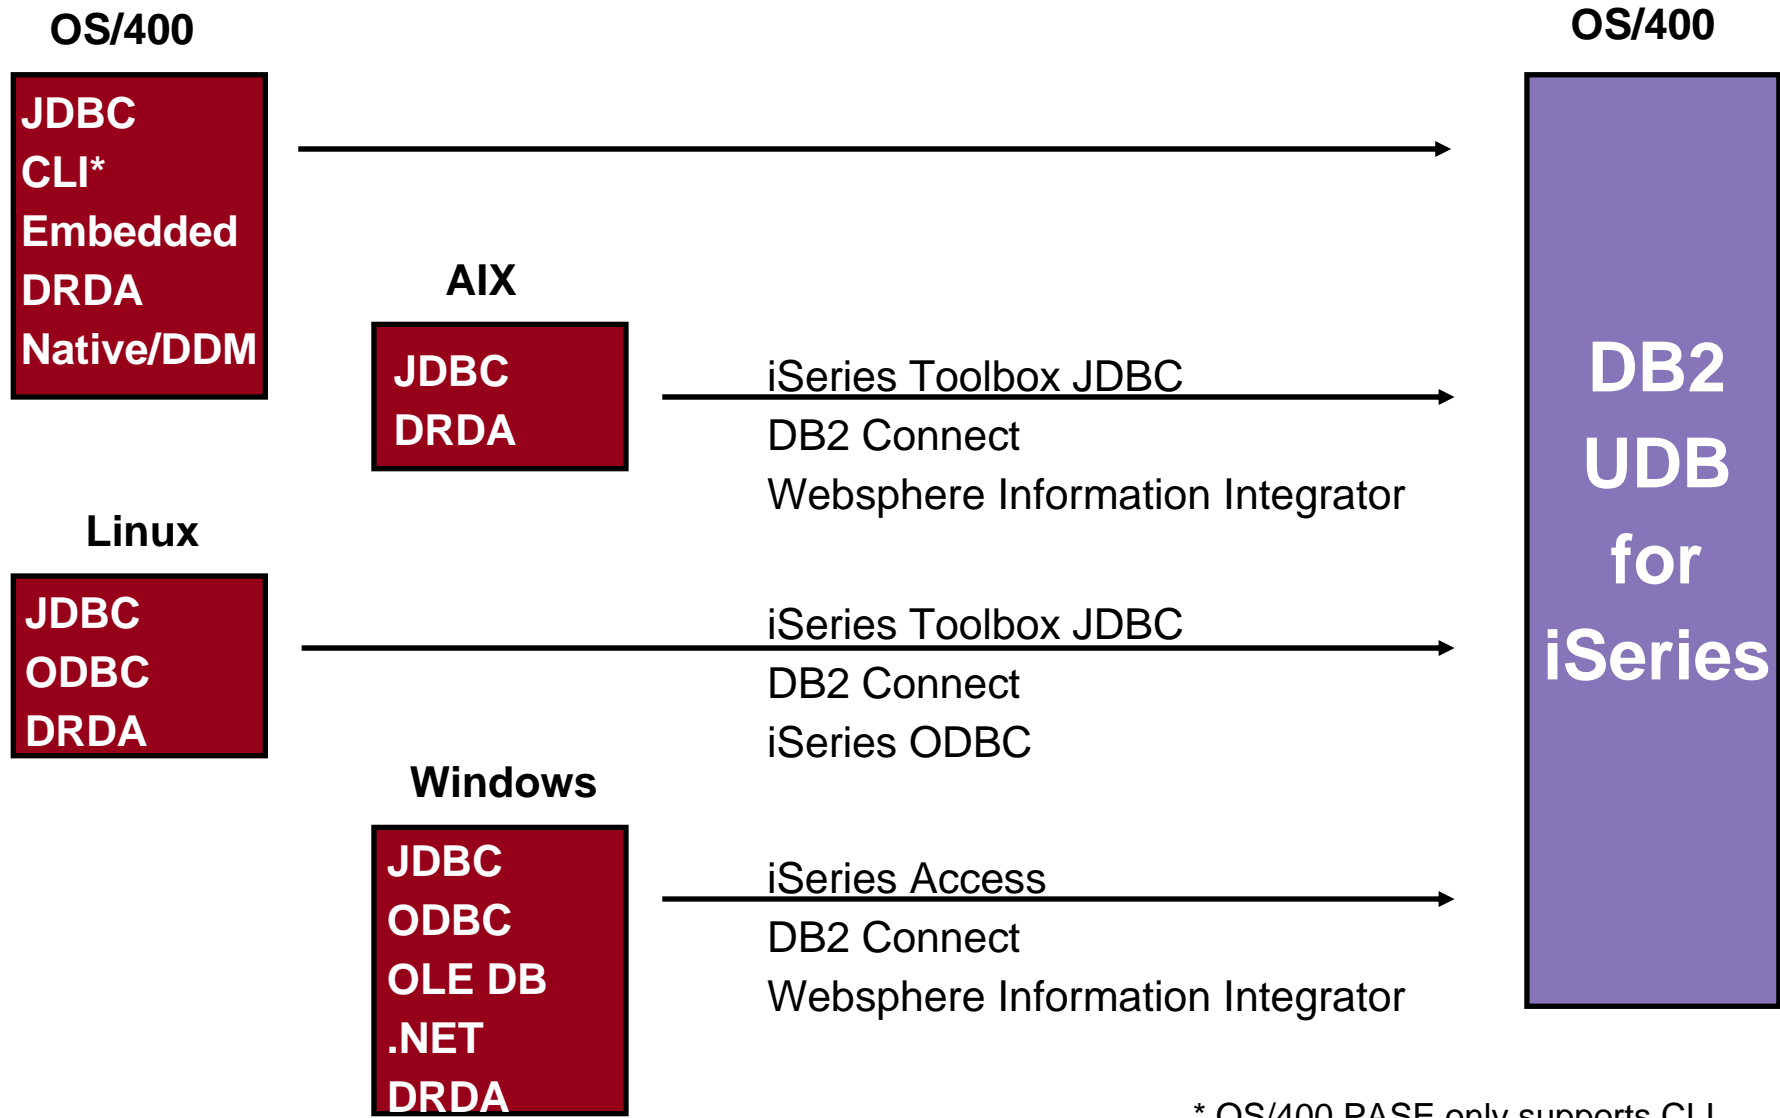 OS/400
JDBC
CLI*
Embedded
DRDA
Native/DDM
AIX
JDBC
DRDA
iSeries Toolbox JDBC
DB2 Connect
Websphere Information Integrator
Linux
JDBC
ODBC
DRDA
iSeries Toolbox JDBC
DB2 Connect
iSeries ODBC
Windows
JDBC
ODBC
OLE DB
.NET
DRDA
iSeries Access
DB2 Connect
Websphere Information Integrator
OS/400
DB2
UDB
for
iSeries
* OS/400 PASE only supports CLI